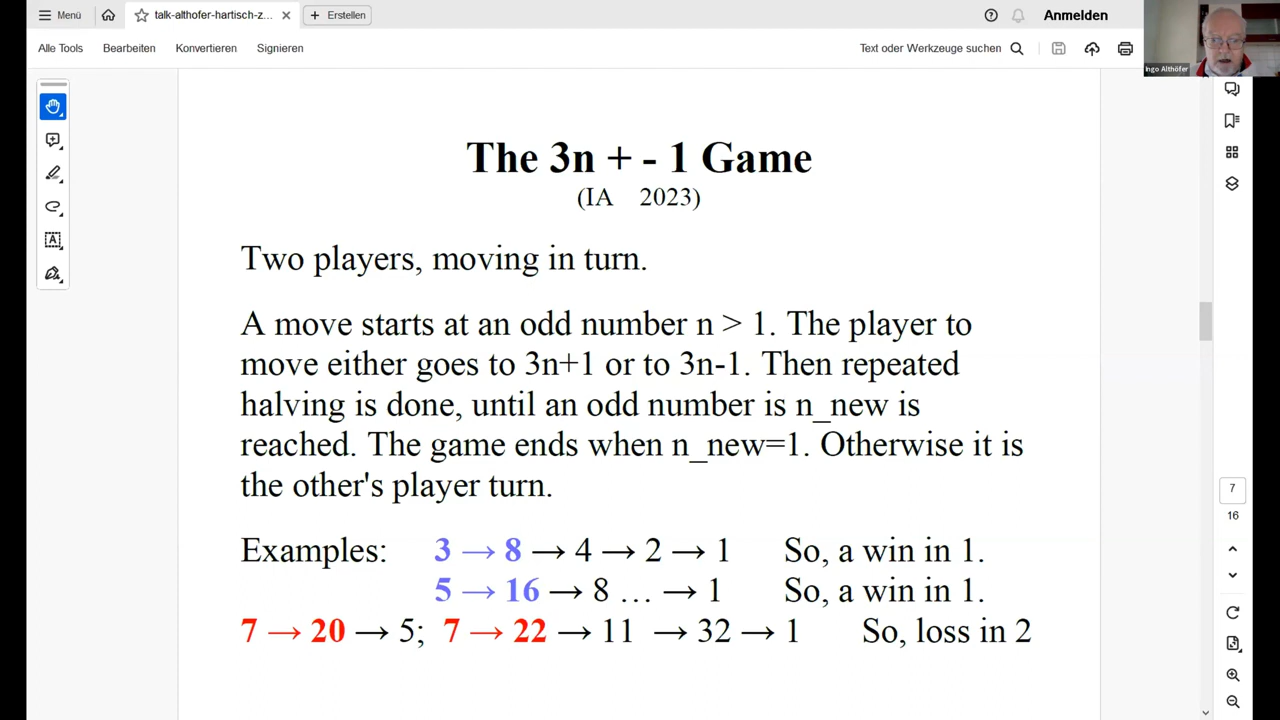 Menü
talk-althofer-hartisch-z...
Erstellen
Anmelden
Alle Tools
Bearbeiten
Konvertieren
Signieren
Text oder Werkzeuge suchen
Ingo Althöfer
The 3n + - 1 Game
(IA 2023)
Two players, moving in turn.
A move starts at an odd number n > 1. The player to
move either goes to 3n+1 or to 3n-1. Then repeated
halving is done, until an odd number is n_new is
reached. The game ends when n_new=1. Otherwise it is
the other's player turn.
Examples: 3 → 8 → 4 → 2 → 1 So, a win in 1.
5 → 16 → 8 ... → 1 So, a win in 1.
7 → 20 → 5; 7 → 22 → 11 → 32 → 1 So, loss in 2
7
16